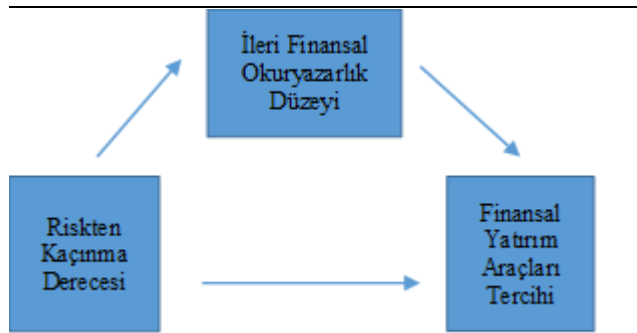 İleri Finansal
Okuryazarlık
Düzeyi
Riskten
Kaçınma
Derecesi
Finansal
Yatırım
Araçları
Tercihi